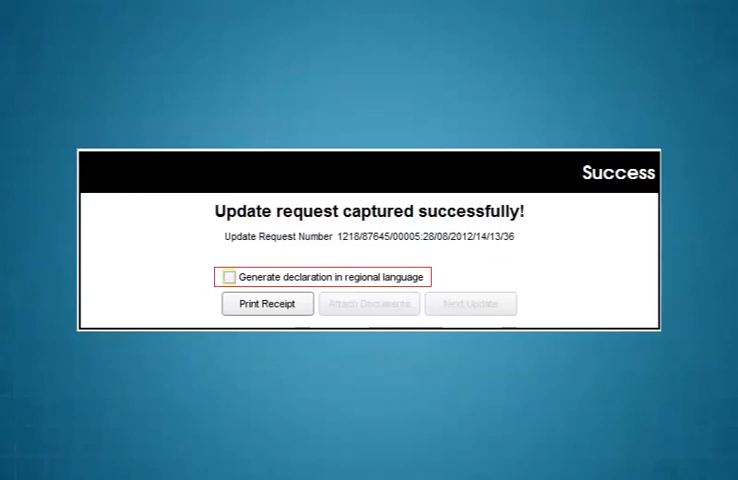 Success
Update request captured successfully!
Update Request Number 1218/87645/00005:28/08/2012/14/13/36
Generate declaration in regional language
Print Receipt Attach Documents Next Update